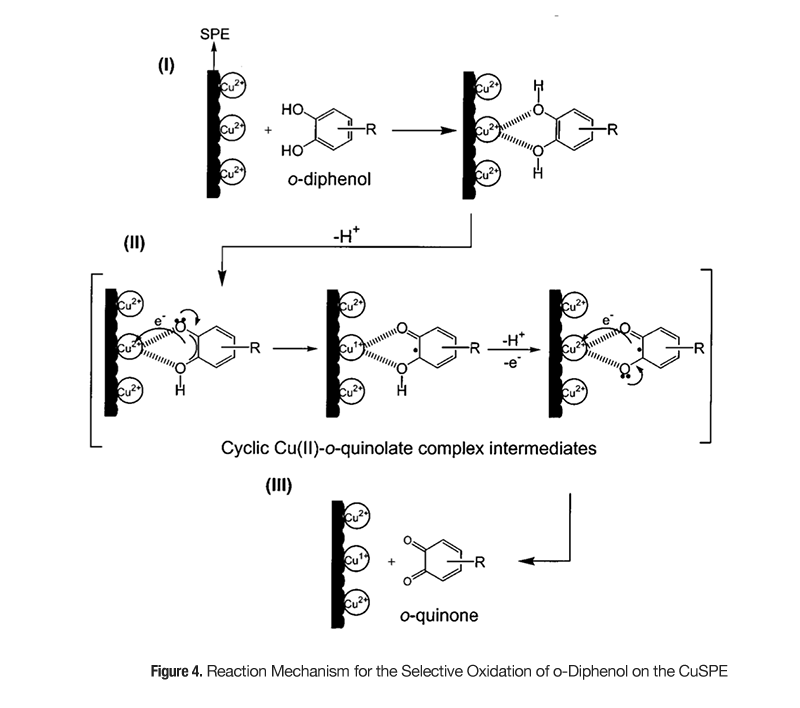 SPE
(I)
Cu2+
Cu2+
Cu2+
+
HO
HO
R
o-diphenol
Cu2+
Cu2+
Cu2+
H
O
O
H
R
(II)
-H+
Cu2+
Cu2+
Cu2+
e-
O
O
H
R
Cu2+
Cu1+
Cu2+
O
O
H
R
-H+
-e-
Cu2+
Cu2+
Cu2+
e-
O
O
R
Cyclic Cu(II)-o-quinolate complex intermediates
(III)
Cu2+
Cu1+
Cu2+
+
O
O
R
o-quinone
Figure 4. Reaction Mechanism for the Selective Oxidation of o-Diphenol on the CuSPE